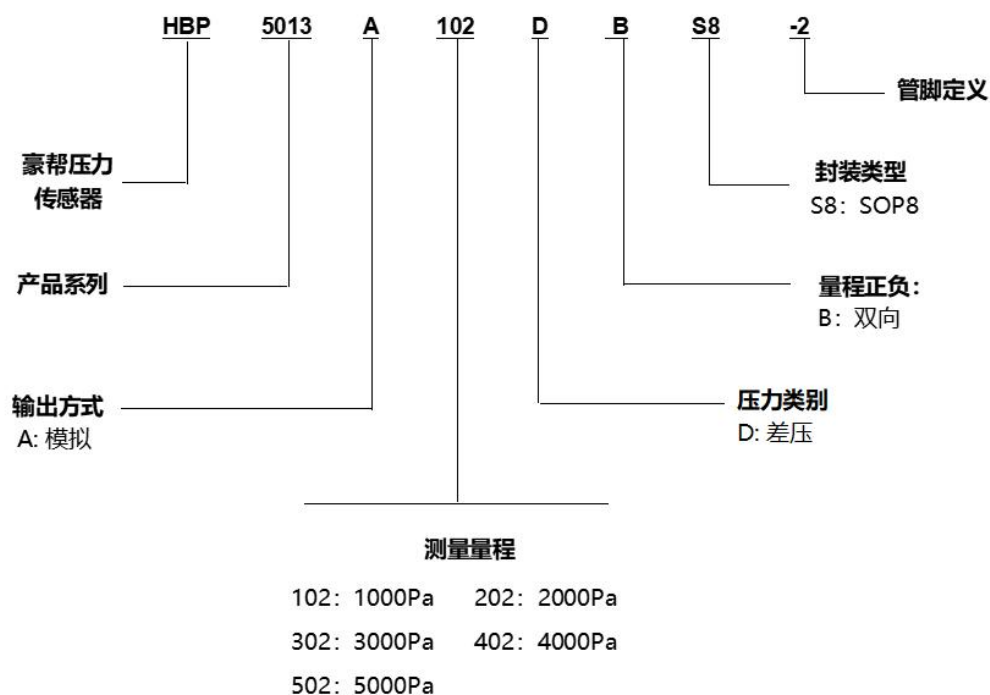 HBP 5013 A 102 D B S8 -2
管脚定义
豪帮压力
传感器
封装类型
S8：SOP8
产品系列
量程正负：
B：双向
输出方式
A: 模拟
压力类别
D: 差压
测量量程
102：1000Pa 202：2000Pa
302：3000Pa 402：4000Pa
502：5000Pa